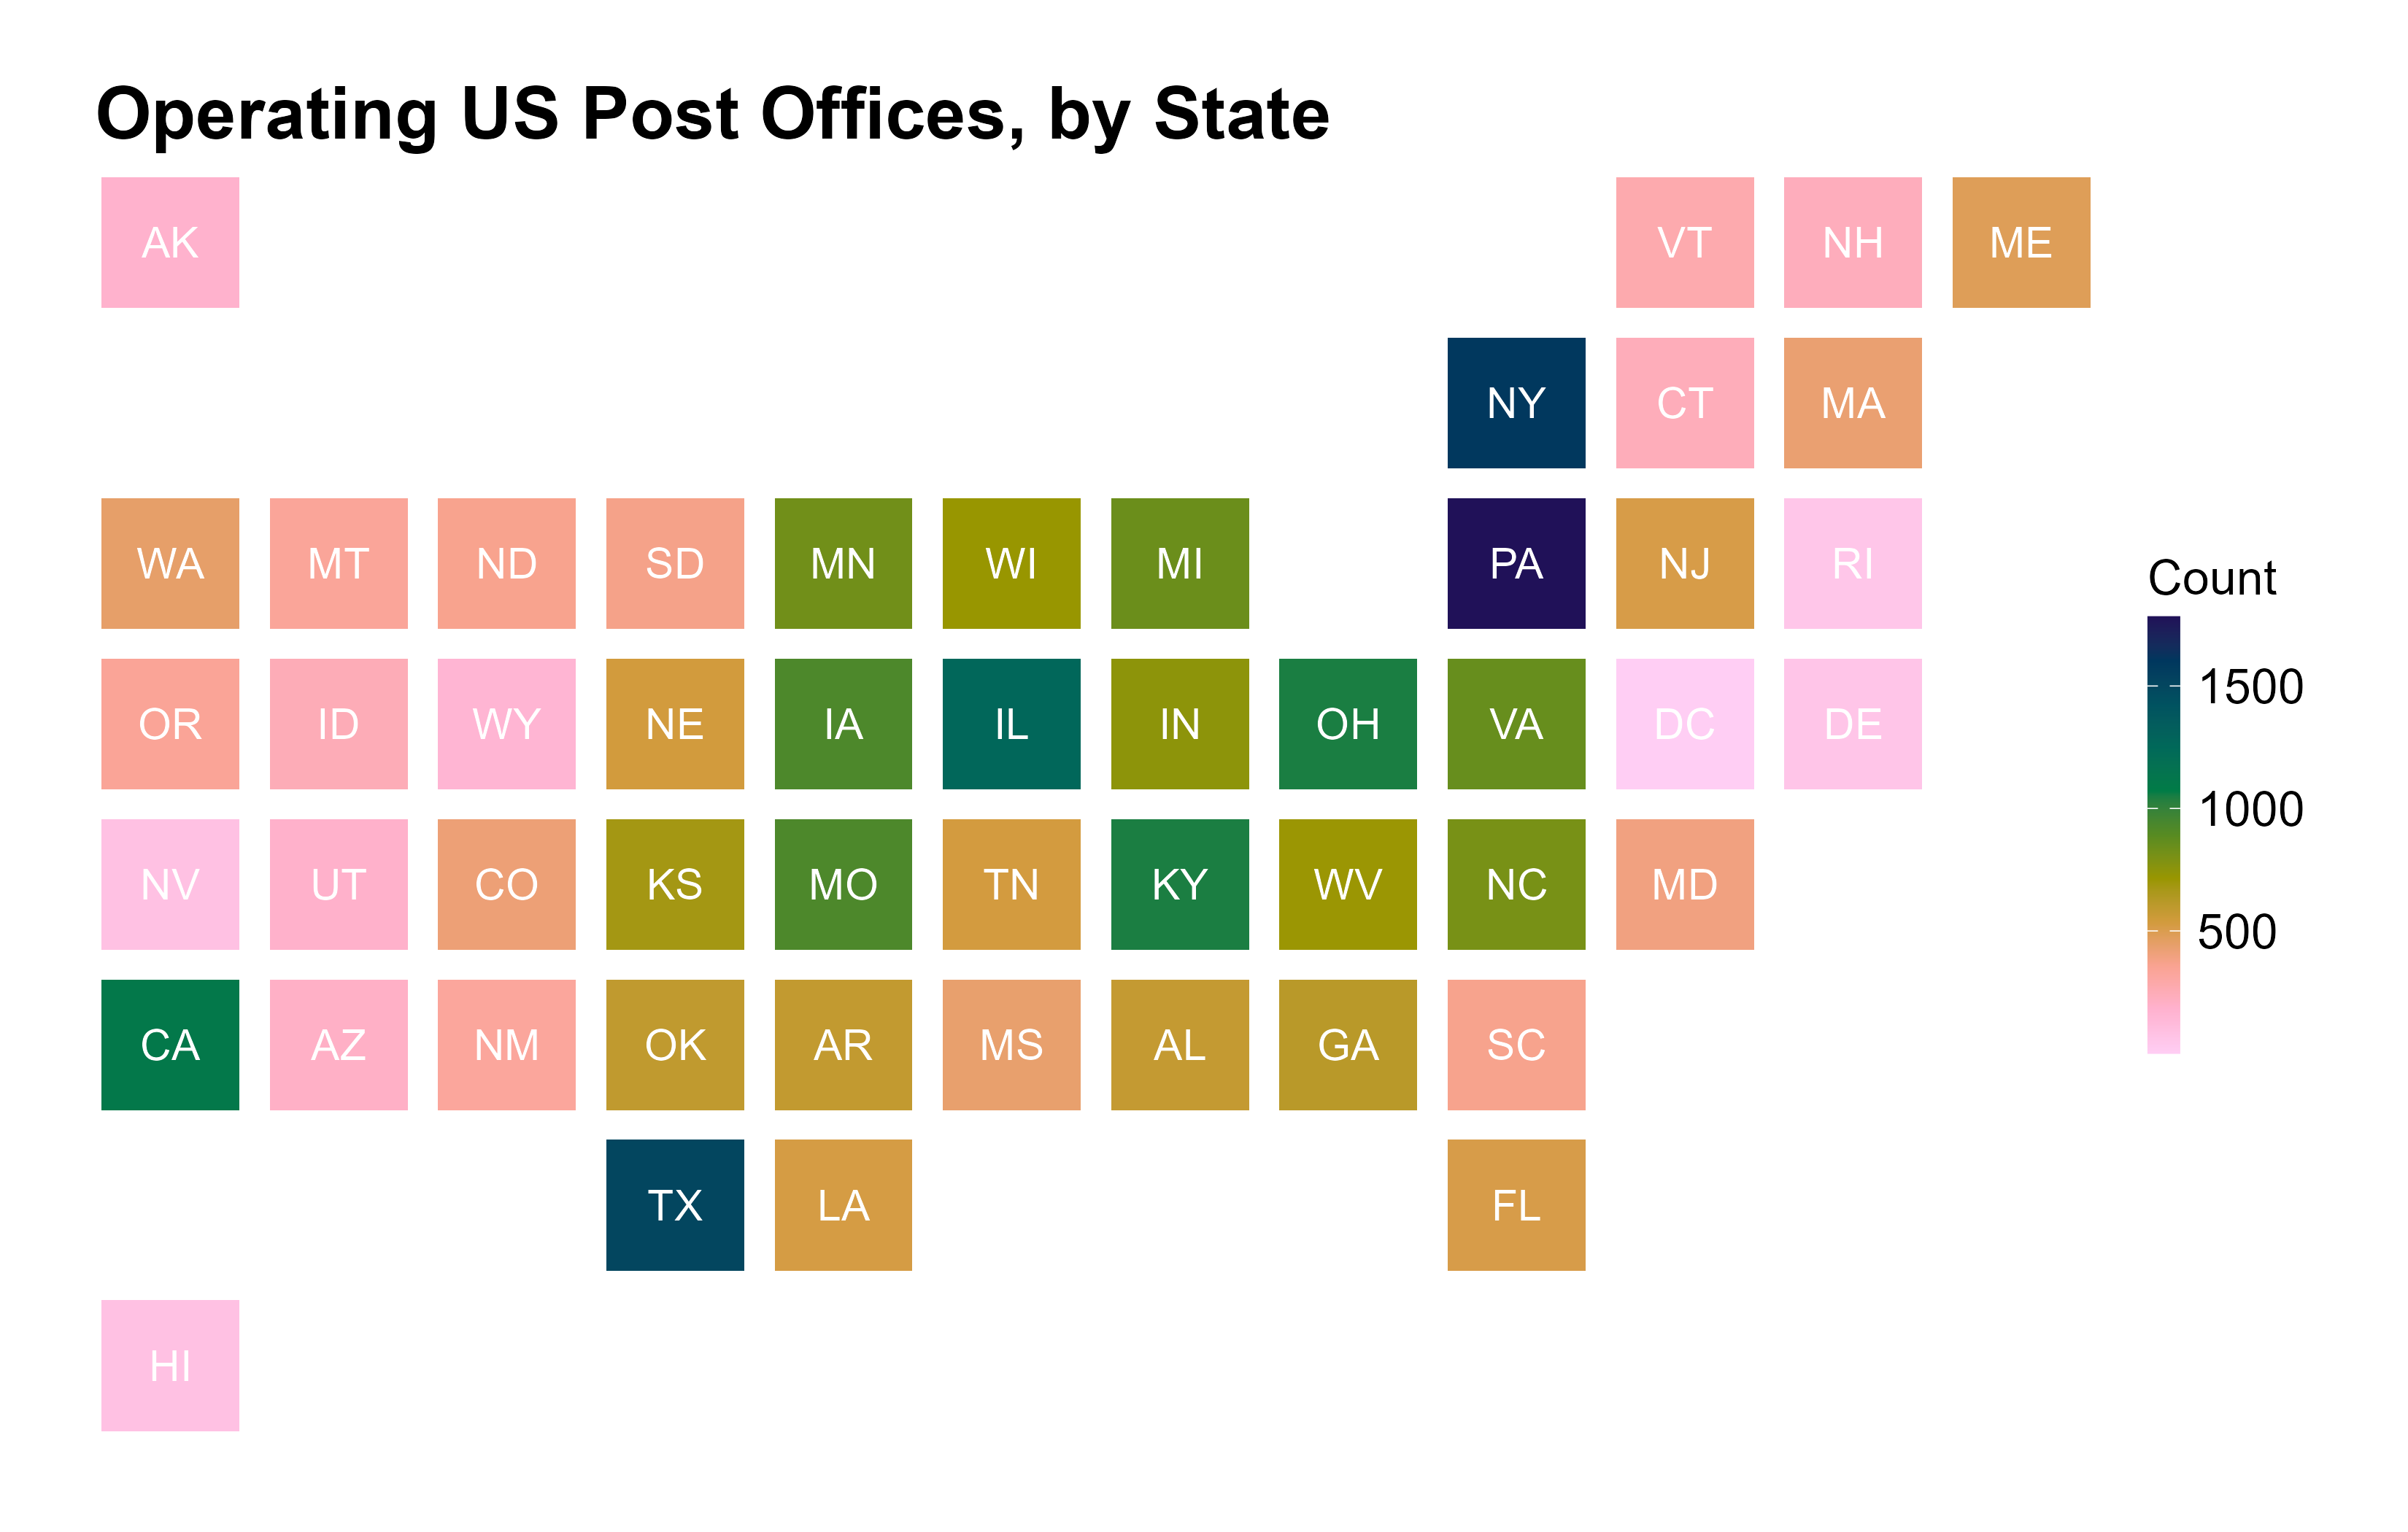 Operating US Post Offices, by State
AK VT NH ME
NY CT MA
WA MT ND SD MN WI MI PA NJ RI
OR ID WY NE IA IL IN OH VA DC DE
NV UT CO KS MO TN KY WV NC MD
CA AZ NM OK AR MS AL GA SC
TX LA FL
HI
Count
1500
1000
500